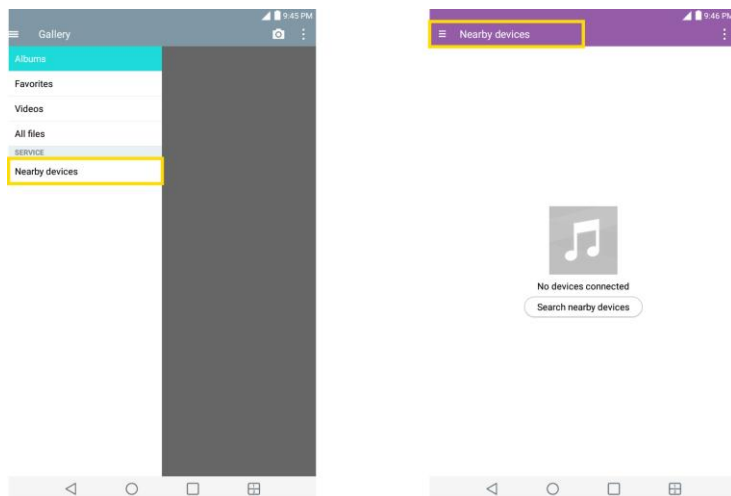 9:45 PM
Gallery
Albums
Favorites
Videos
All files
SERVICE
Nearby devices
9:46 PM
Nearby devices
No devices connected
Search nearby devices